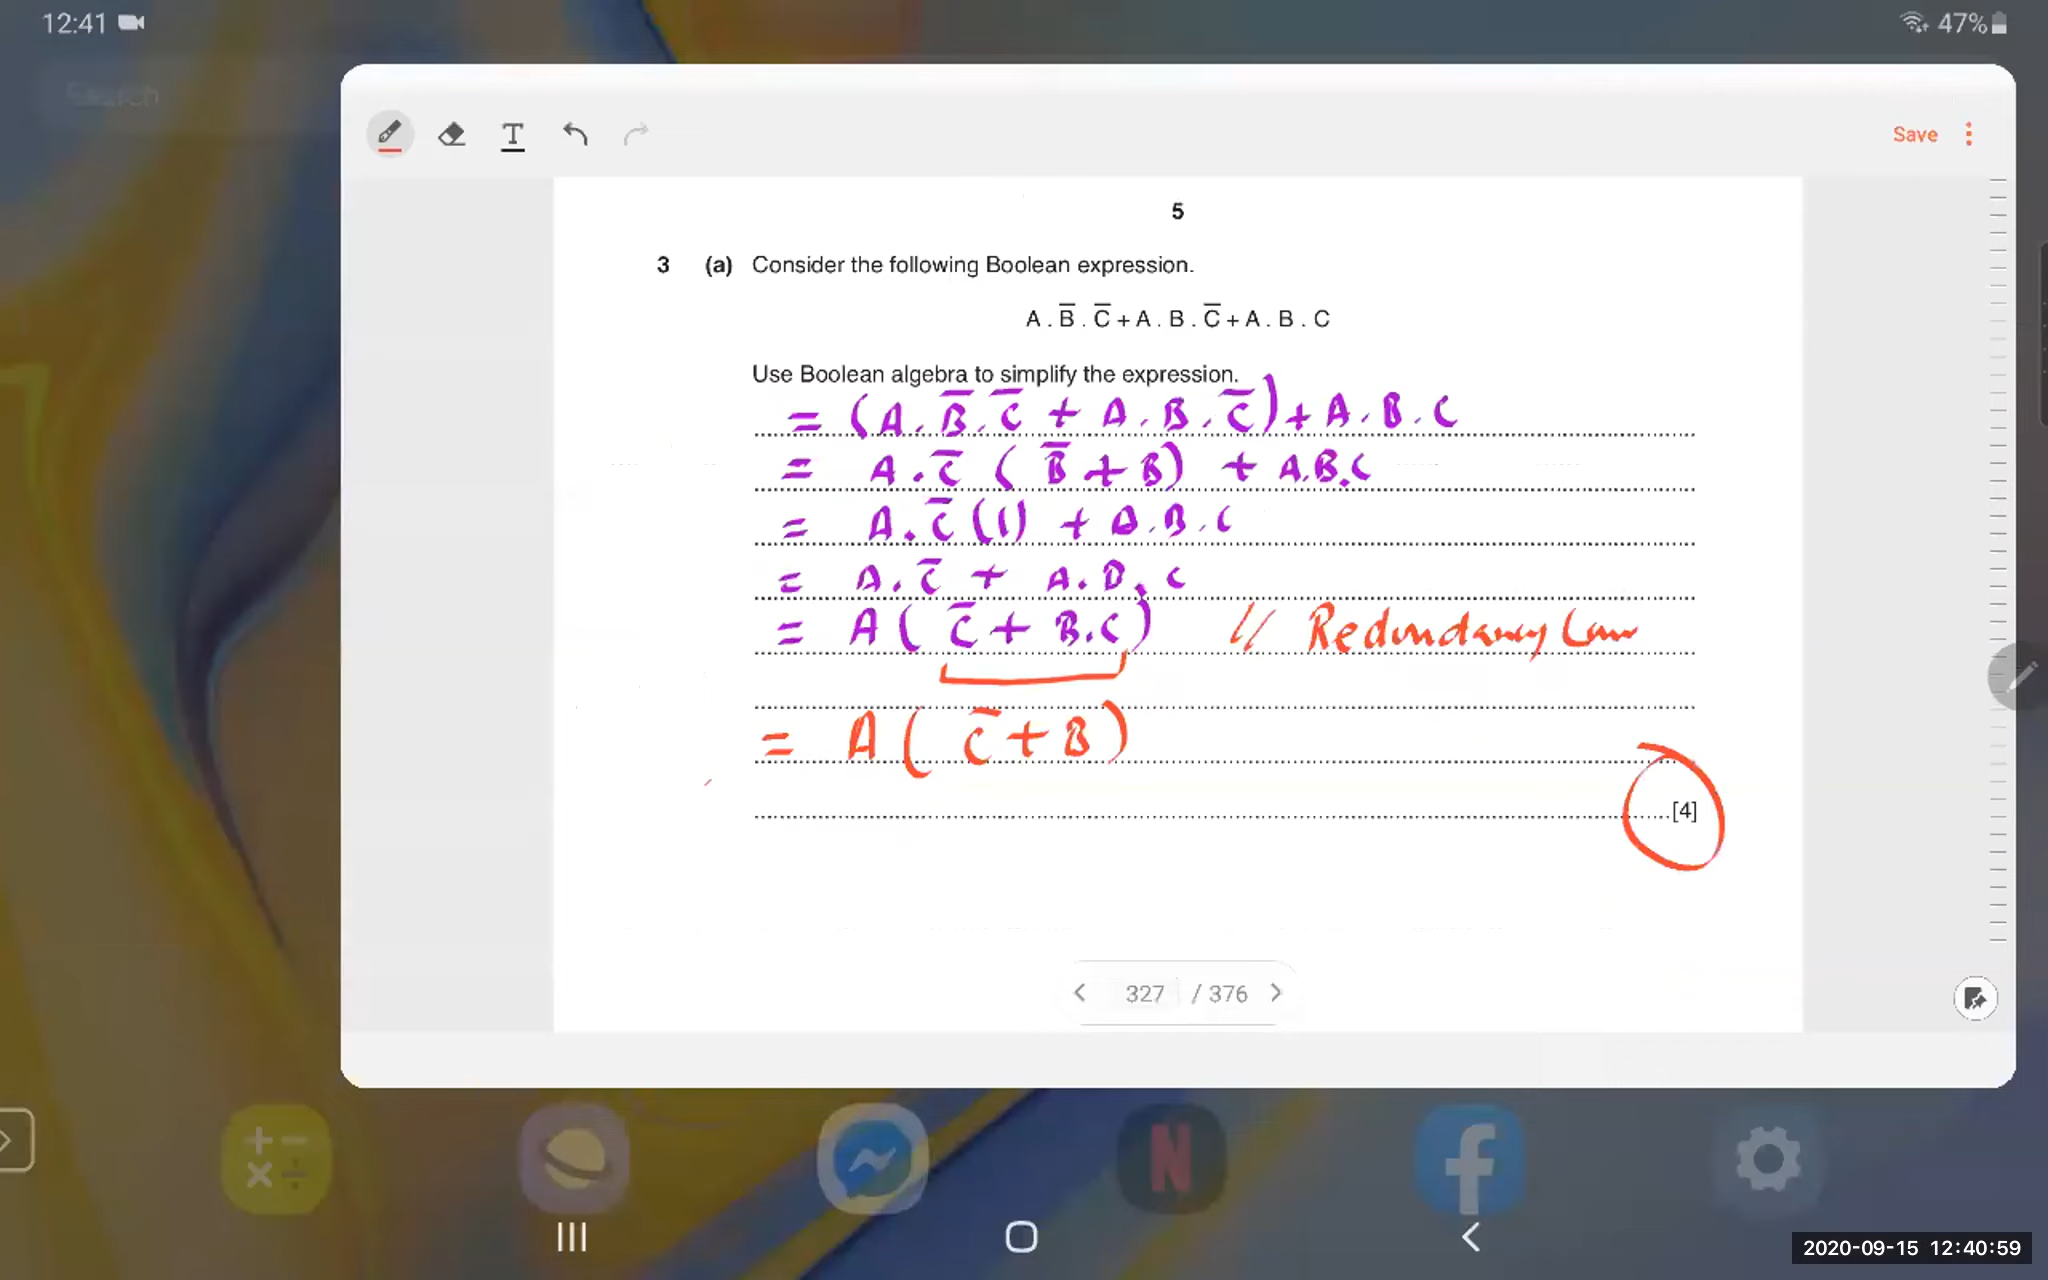 12:41 47%
Search
T Save
5
3 (a) Consider the following Boolean expression.
A . B̅ . C̅ + A . B . C̅ + A . B . C
Use Boolean algebra to simplify the expression.
= (A . B̅ . C̅ + A . B . C̅) + A . B . C
= A . C̅ ( B̅ + B) + A.B.C
= A . C̅ (1) + A . B . C
= A . C̅ + A . B . C
= A ( C̅ + B.C) // Redundancy Law
= A ( C̅ + B)
[4]
327 / 376
N f
2020-09-15 12:40:59